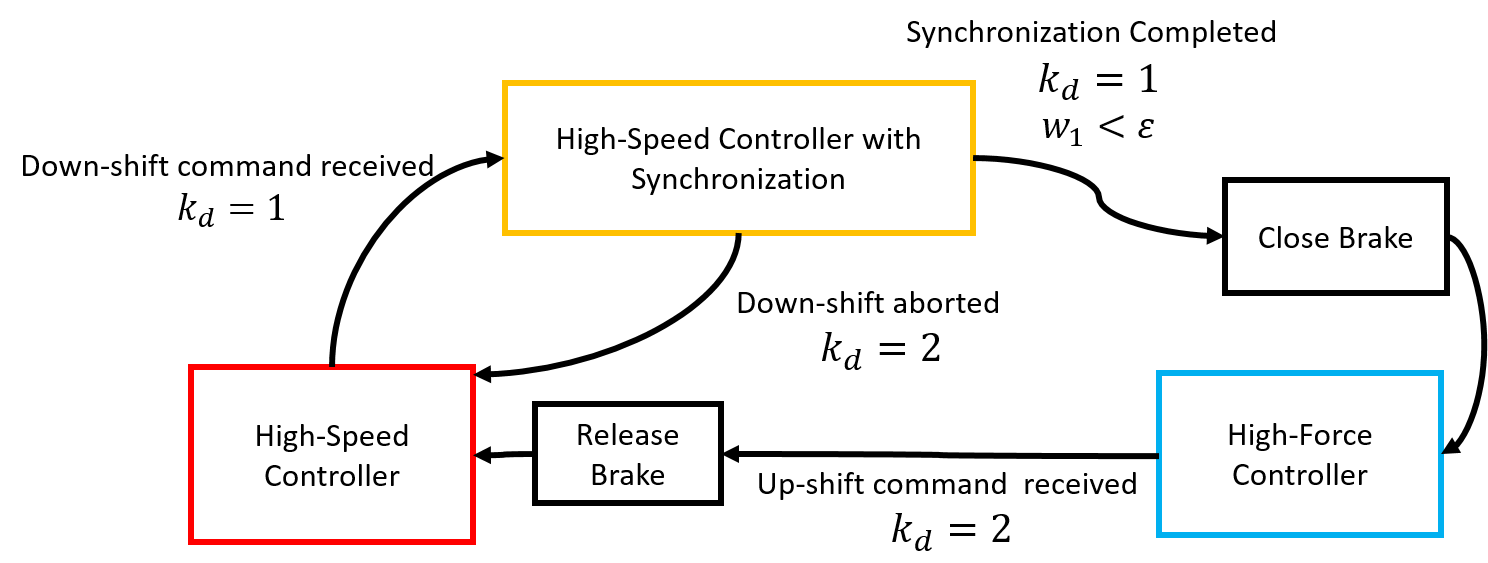 Synchronization Completed
k_d = 1
w_1 < ε
High-Speed Controller with
Synchronization
Down-shift command received
k_d = 1
Close Brake
Down-shift aborted
k_d = 2
High-Speed
Controller
Release
Brake
High-Force
Controller
Up-shift command received
k_d = 2